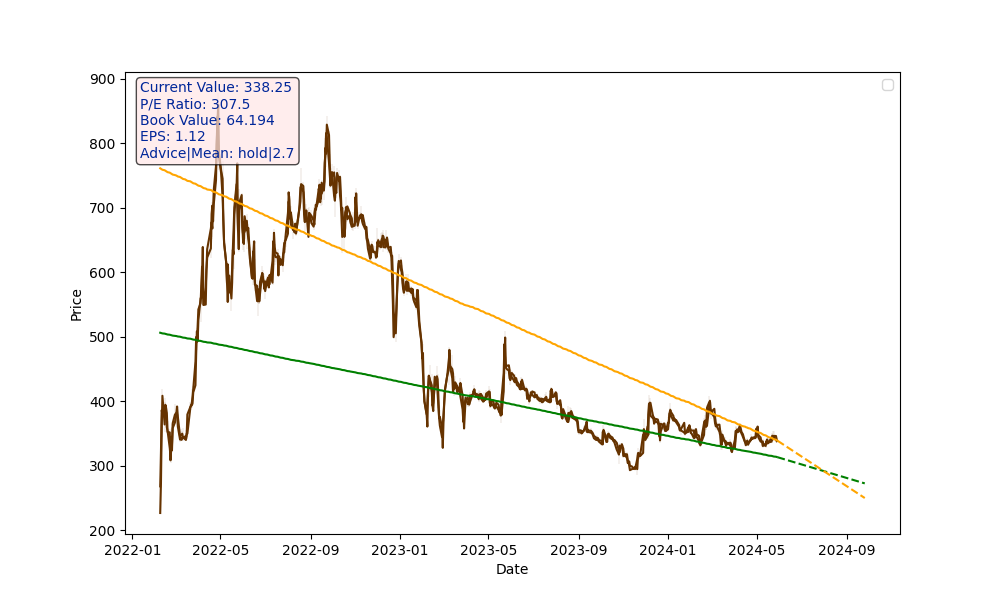 Current Value: 338.25
P/E Ratio: 307.5
Book Value: 64.194
EPS: 1.12
Advice|Mean: hold|2.7
900
800
700
600
500
400
300
200
Price
2022-01 2022-05 2022-09 2023-01 2023-05 2023-09 2024-01 2024-05 2024-09
Date